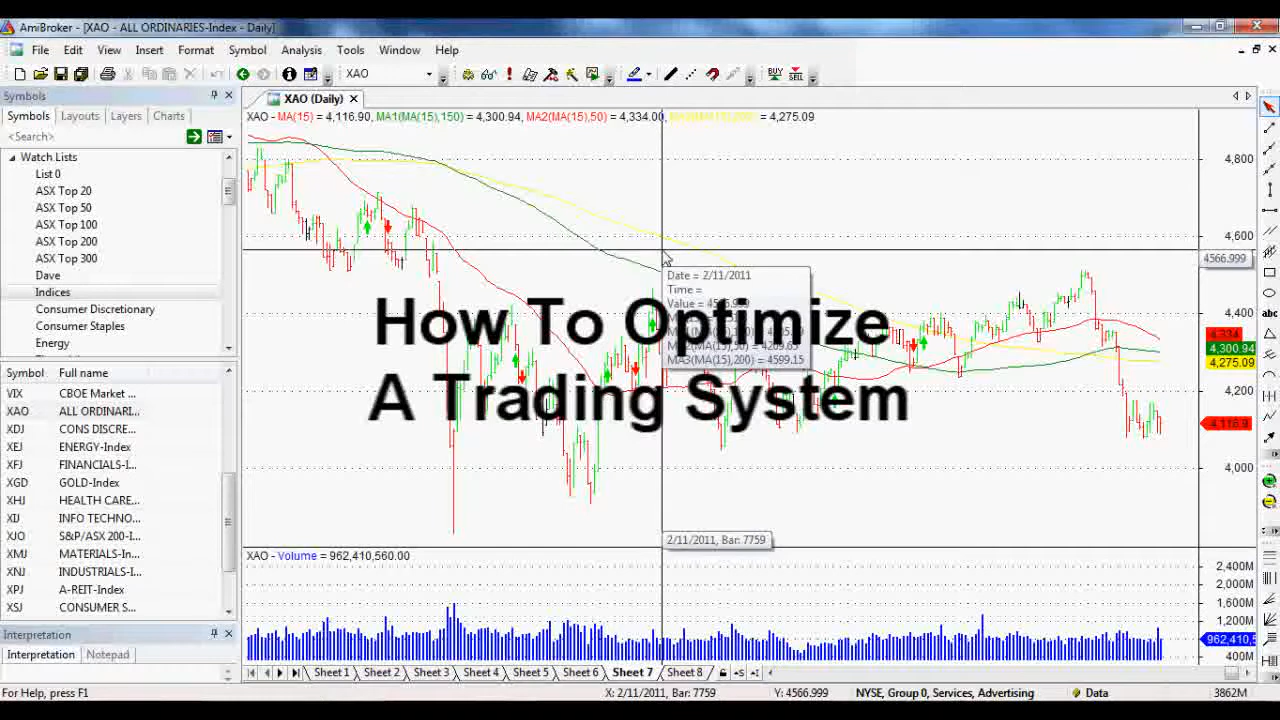 AmiBroker - [XAO - ALL ORDINARIES-Index - Daily]
File Edit View Insert Format Symbol Analysis Tools Window Help
XAO
BUY SELL
Symbols
Symbols Layouts Layers Charts
<Search>
Watch Lists
List 0
ASX Top 20
ASX Top 50
ASX Top 100
ASX Top 200
ASX Top 300
Dave
Indices
Consumer Discretionary
Consumer Staples
Energy
Symbol Full name
VIX CBOE Market ...
XAO ALL ORDINARI...
XDJ CONS DISCRE...
XEJ ENERGY-Index
XFJ FINANCIALS-I...
XGD GOLD-Index
XHJ HEALTH CARE...
XIJ INFO TECHNO...
XJO S&P/ASX 200-I
XMJ MATERIALS-In...
XNJ INDUSTRIALS-I...
XPJ A-REIT-Index
XSJ CONSUMER S...
Interpretation
Interpretation Notepad
XAO (Daily)
XAO - MA(15) = 4,116.90, MA1(MA(15),150) = 4,300.94, MA2(MA(15),50) = 4,334.00, = 4,275.09
4,800
4,600
4566.999
Date = 2/11/2011
Time =
Value =
How To Optimize
A Trading System
MA3(MA(15),200) = 4599.15
4,400
4,334
4,300.94
4,275.09
4,200
4,116.9
4,000
2/11/2011, Bar: 7759
XAO - Volume = 962,410,560.00
2,400M
2,000M
1,600M
1,200M
962,410,5
400M
Sheet 1 Sheet 2 Sheet 3 Sheet 4 Sheet 5 Sheet 6 Sheet 7 Sheet 8
abc
For Help, press F1
X: 2/11/2011, Bar: 7759 Y: 4566.999 NYSE, Group 0, Services, Advertising Data 3862M